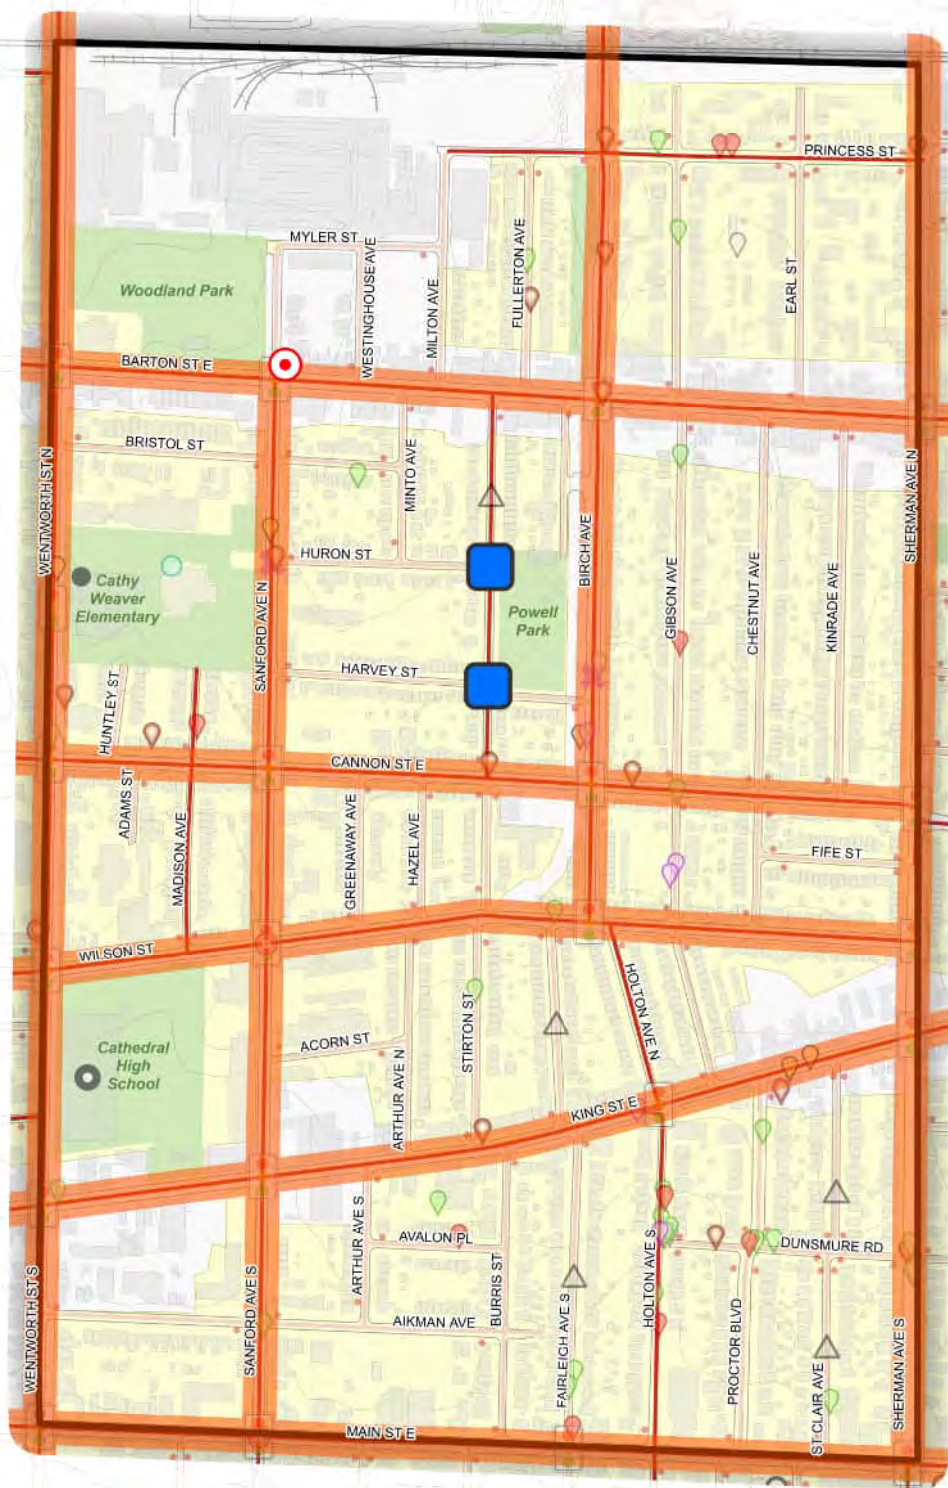 PRINCESS ST
MYLER ST
WESTINGHOUSE AVE
MILTON AVE
FULLERTON AVE
EARL ST
Woodland Park
BARTON ST E
BRISTOL ST
MINTO AVE
WENTWORTH ST N
SHERMAN AVE N
HURON ST
BIRCH AVE
GIBSON AVE
CHESTNUT AVE
KINRADE AVE
Cathy
Weaver
Elementary
SANFORD AVE N
Powell
Park
HARVEY ST
HUNTLEY ST
CANNON ST E
ADAMS ST
MADISON AVE
GREENAWAY AVE
HAZEL AVE
FIFE ST
WILSON ST
HOLTON AVE N
STIRTON ST
ACORN ST
Cathedral
High
School
ARTHUR AVE N
KING ST E
ARTHUR AVE S
AVALON PL
DUNSMURE RD
WENTWORTH ST S
SANFORD AVE S
BURRIS ST
AIKMAN AVE
FAIRLEIGH AVE S
HOLTON AVE S
PROCTOR BLVD
ST CLAIR AVE
SHERMAN AVE S
MAIN ST E